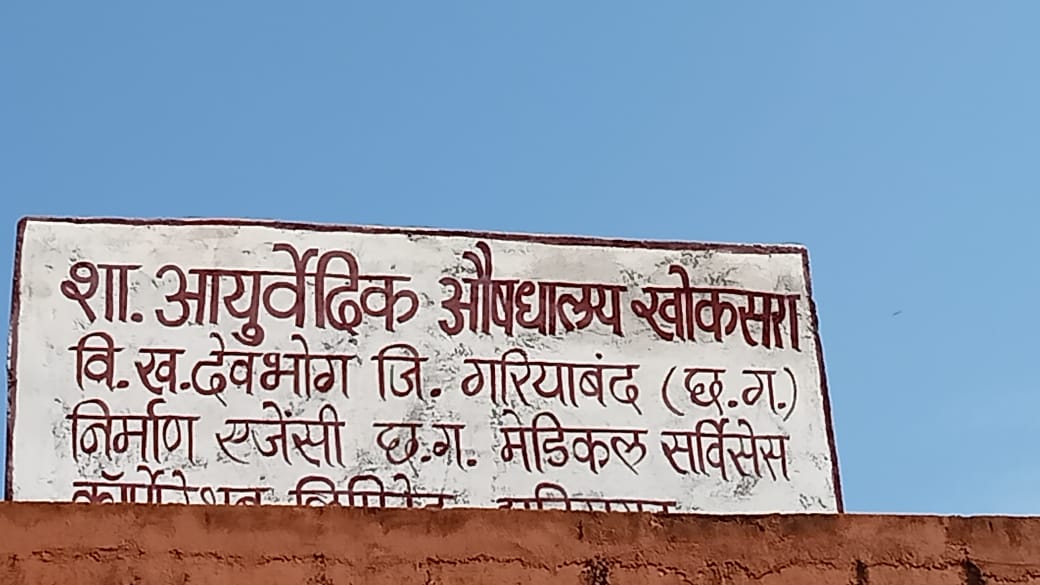 शा. आयुर्वेदिक औषधालय खोकसरा
वि.ख.देवभोग जि. गरियाबंद (छ.ग.)
निर्माण एजेंसी छ.ग. मेडिकल सर्विसेस